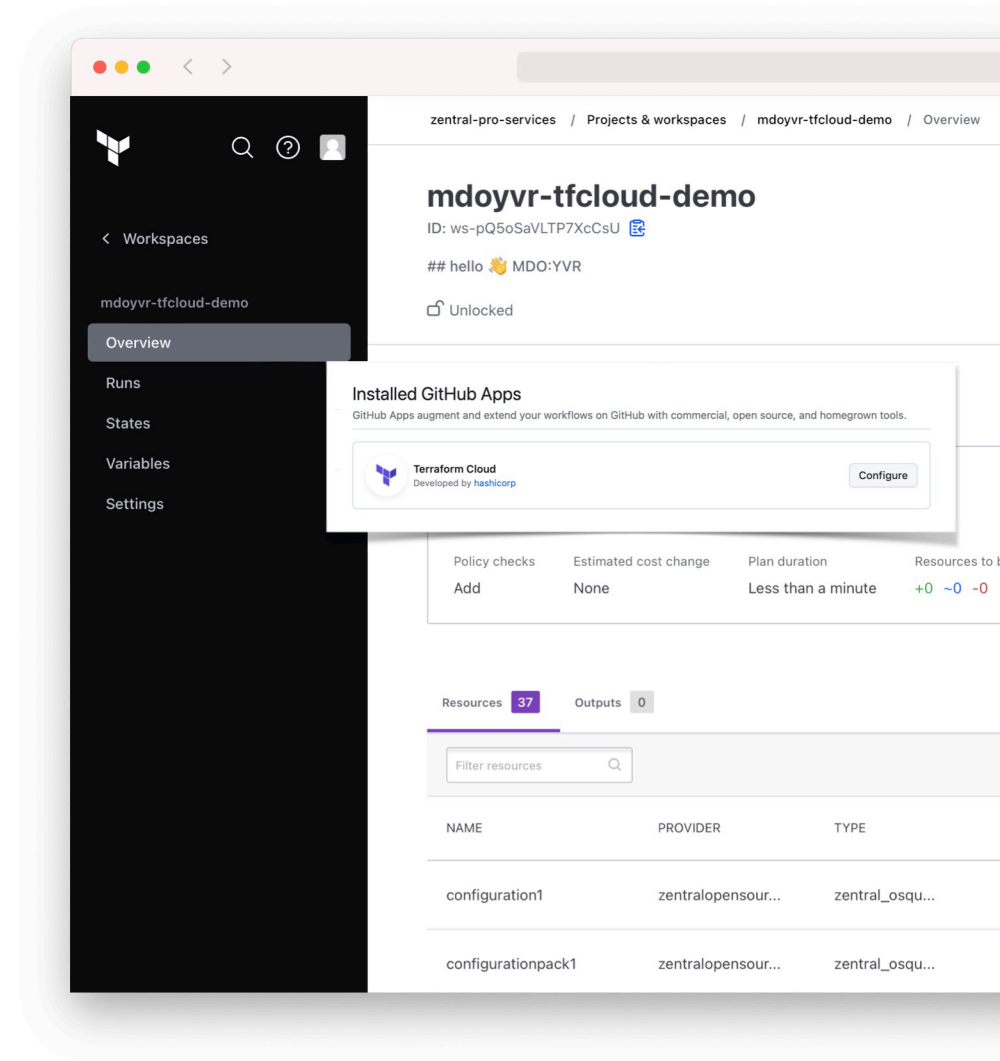 zentral-pro-services / Projects & workspaces / mdoyvr-tfcloud-demo / Overview
mdoyvr-tfcloud-demo
ID: ws-pQ5oSaVLTP7XcCsU
## hello 👋 MDO:YVR
Unlocked
< Workspaces
mdoyvr-tfcloud-demo
Overview
Runs
States
Variables
Settings
Installed GitHub Apps
GitHub Apps augment and extend your workflows on GitHub with commercial, open source, and homegrown tools.
Terraform Cloud
Developed by hashicorp
Configure
Policy checks Estimated cost change Plan duration Resources to b
Add None Less than a minute +0 ~0 -0
Resources 37 Outputs 0
Filter resources
NAME PROVIDER TYPE
configuration1 zentralopensour... zentral_osqu...
configurationpack1 zentralopensour... zentral_osqu...